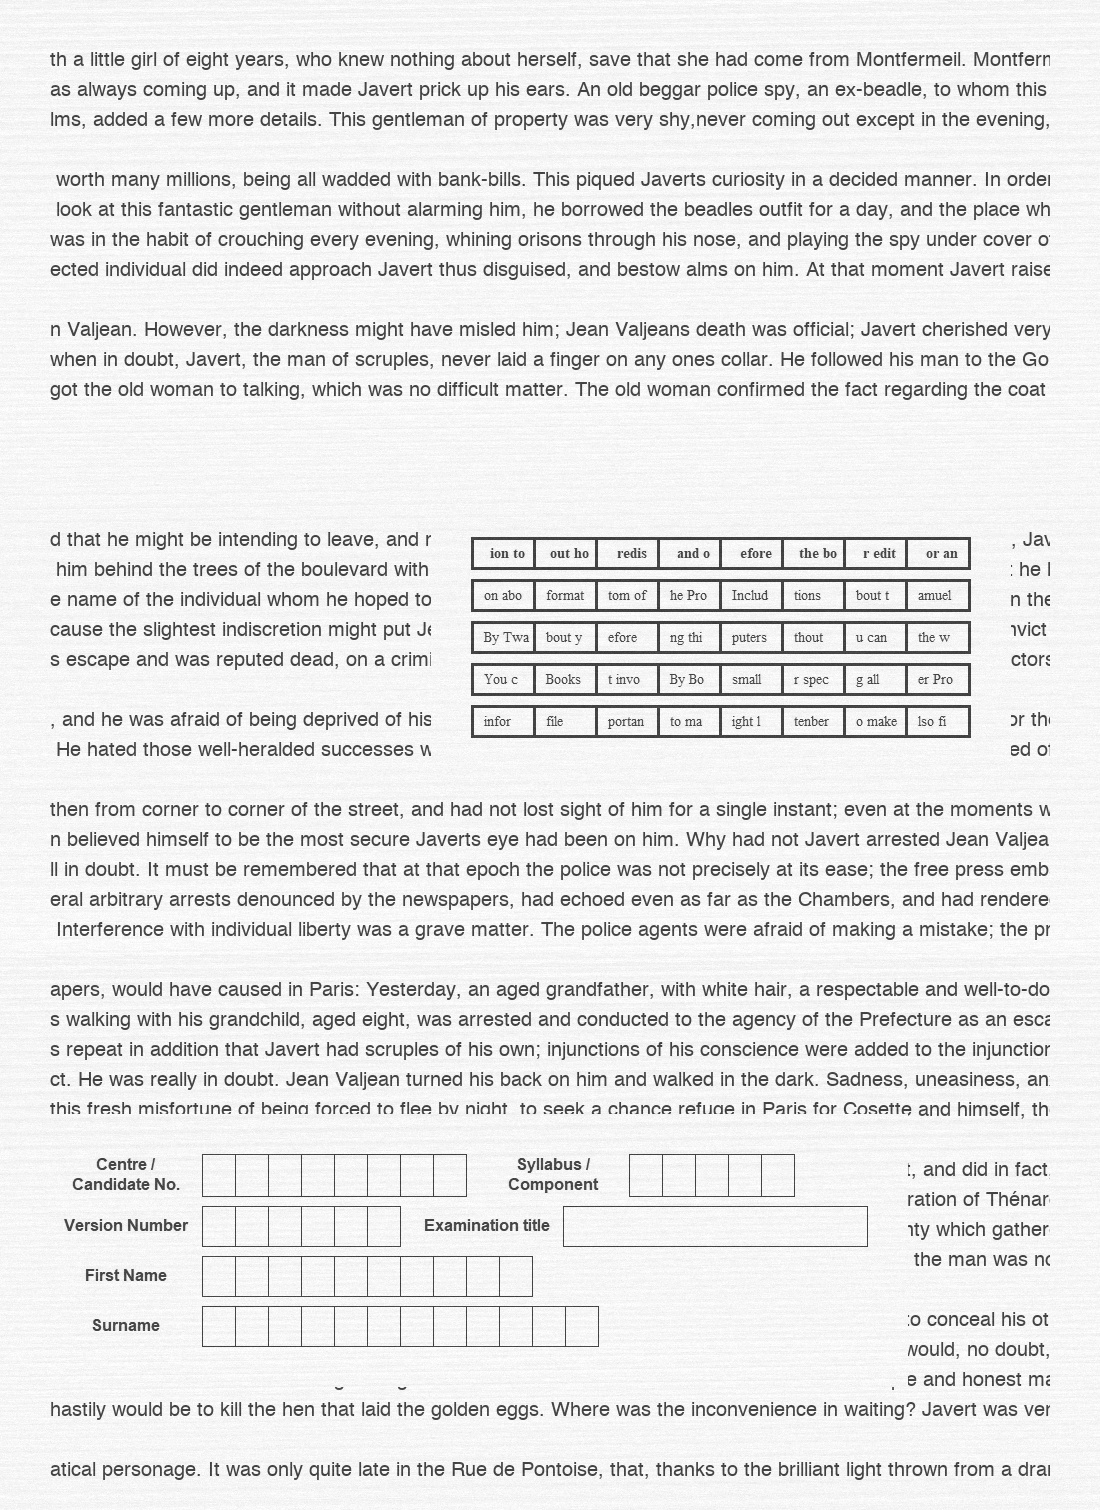 th a little girl of eight years, who knew nothing about herself, save that she had come from Montfermeil. Montfern
as always coming up, and it made Javert prick up his ears. An old beggar police spy, an ex-beadle, to whom this
lms, added a few more details. This gentleman of property was very shy,never coming out except in the evening,
worth many millions, being all wadded with bank-bills. This piqued Javerts curiosity in a decided manner. In order
look at this fantastic gentleman without alarming him, he borrowed the beadles outfit for a day, and the place wh
was in the habit of crouching every evening, whining orisons through his nose, and playing the spy under cover o
ected individual did indeed approach Javert thus disguised, and bestow alms on him. At that moment Javert raise
n Valjean. However, the darkness might have misled him; Jean Valjeans death was official; Javert cherished very
when in doubt, Javert, the man of scruples, never laid a finger on any ones collar. He followed his man to the Go
got the old woman to talking, which was no difficult matter. The old woman confirmed the fact regarding the coat
d that he might be intending to leave, and r
him behind the trees of the boulevard with
e name of the individual whom he hoped to
cause the slightest indiscretion might put Je
s escape and was reputed dead, on a crimi
, and he was afraid of being deprived of his
He hated those well-heralded successes w
ion to out ho redis and o efore the bo r edit or an
on abo format tom of he Pro Includ tions bout t amuel
By Twa bout y efore ng thi puters thout u can the w
You c Books t invo By Bo small r spec g all er Pro
infor file portan to ma ight l tenber o make lso fi
, Jav
he
n the
nvict
ctors
or the
ed of
then from corner to corner of the street, and had not lost sight of him for a single instant; even at the moments w
n believed himself to be the most secure Javerts eye had been on him. Why had not Javert arrested Jean Valjea
ll in doubt. It must be remembered that at that epoch the police was not precisely at its ease; the free press emb
eral arbitrary arrests denounced by the newspapers, had echoed even as far as the Chambers, and had rendere
Interference with individual liberty was a grave matter. The police agents were afraid of making a mistake; the pr
apers, would have caused in Paris: Yesterday, an aged grandfather, with white hair, a respectable and well-to-do
s walking with his grandchild, aged eight, was arrested and conducted to the agency of the Prefecture as an esca
s repeat in addition that Javert had scruples of his own; injunctions of his conscience were added to the injunction
ct. He was really in doubt. Jean Valjean turned his back on him and walked in the dark. Sadness, uneasiness, an
this fresh misfortune of being forced to flee by night, to seek a chance refuge in Paris for Cosette and himself, th
Centre /
Candidate No.
Syllabus /
Component
Version Number
Examination title
First Name
Surname
t, and did in fact,
ration of Thénar
nty which gather
the man was no
to conceal his ot
would, no doubt,
e and honest ma
hastily would be to kill the hen that laid the golden eggs. Where was the inconvenience in waiting? Javert was ver
atical personage. It was only quite late in the Rue de Pontoise, that, thanks to the brilliant light thrown from a dra